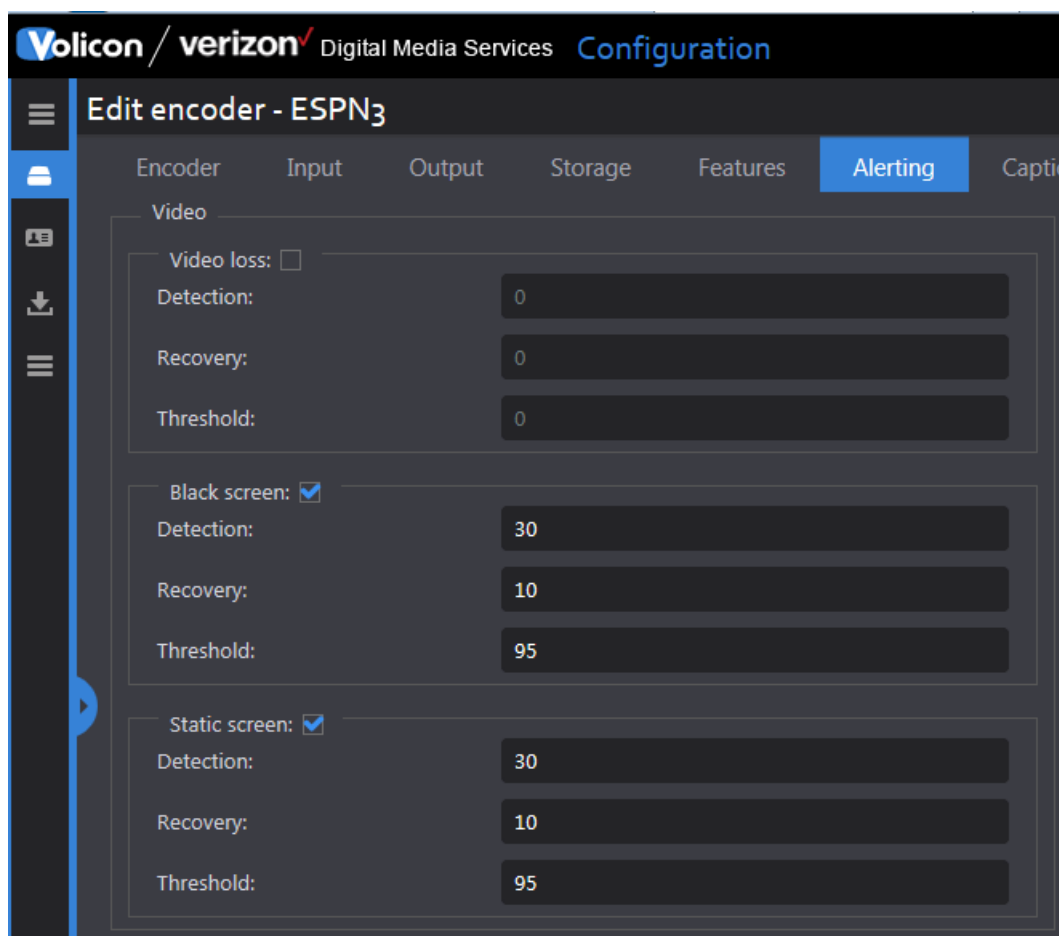 Volicon / verizon Digital Media Services Configuration
Edit encoder - ESPN3
Encoder Input Output Storage Features Alerting Capti
Video
Video loss:
Detection: 0
Recovery: 0
Threshold: 0
Black screen:
Detection: 30
Recovery: 10
Threshold: 95
Static screen:
Detection: 30
Recovery: 10
Threshold: 95